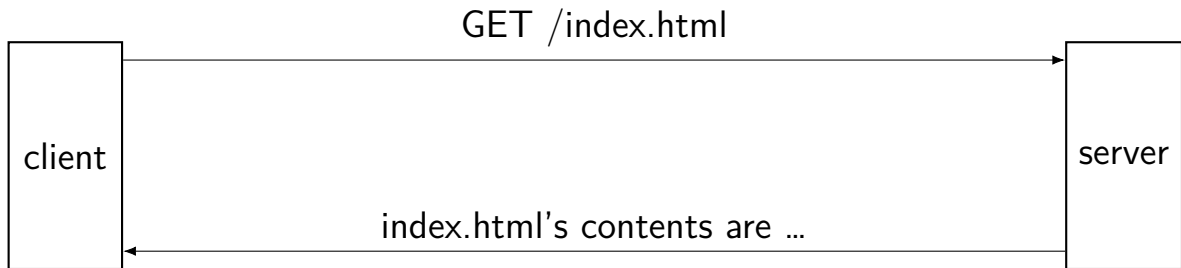 GET /index.html
client
server
index.html's contents are …